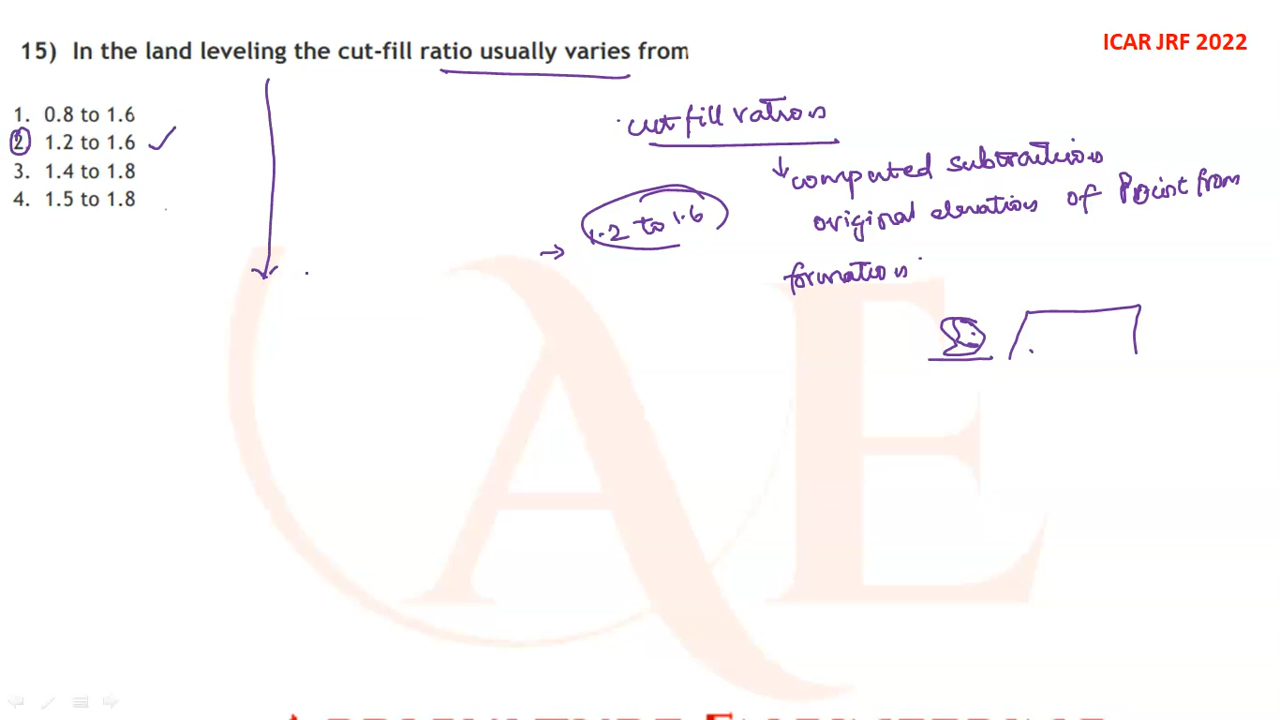 ICAR JRF 2022
15) In the land leveling the cut-fill ratio usually varies from
1. 0.8 to 1.6
2. 1.2 to 1.6
3. 1.4 to 1.8
4. 1.5 to 1.8
cut fill ration
computed subtraction
original elevation of Point from
formation
→ 1.2 to 1.6
AE